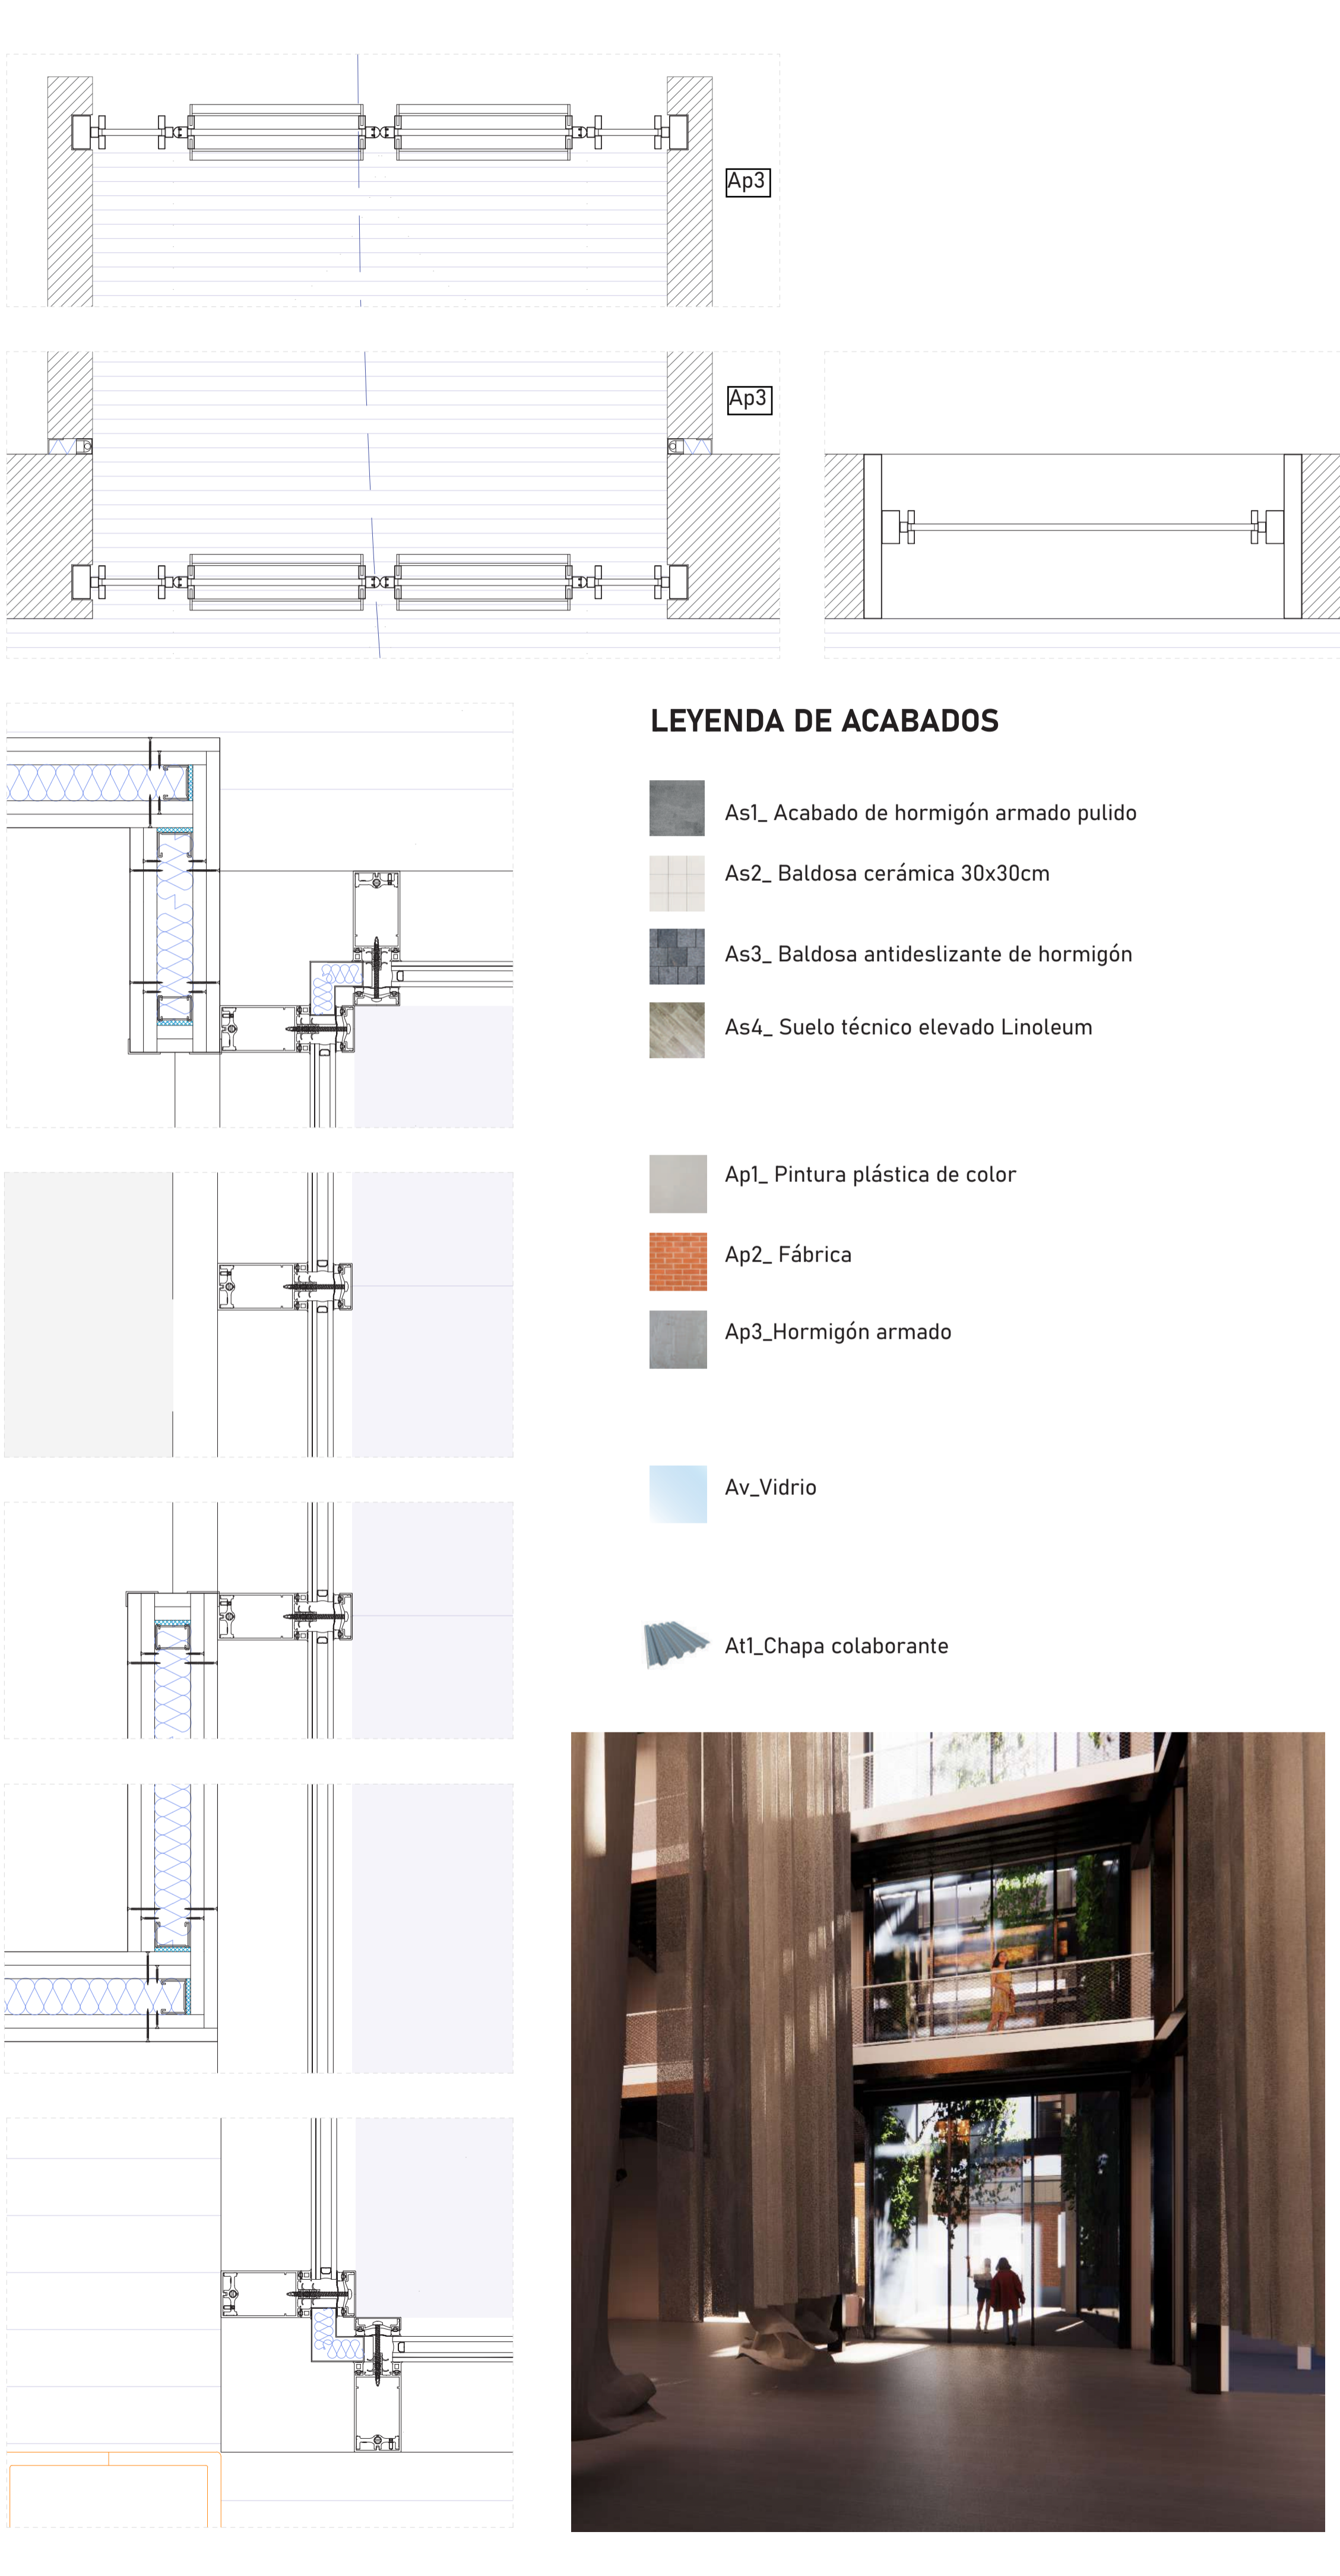 Ap3
Ap3
LEYENDA DE ACABADOS
As1_ Acabado de hormigón armado pulido
As2_ Baldosa cerámica 30x30cm
As3_ Baldosa antideslizante de hormigón
As4_ Suelo técnico elevado Linoleum
Ap1_ Pintura plástica de color
Ap2_ Fábrica
Ap3_Hormigón armado
Av_Vidrio
At1_Chapa colaborante